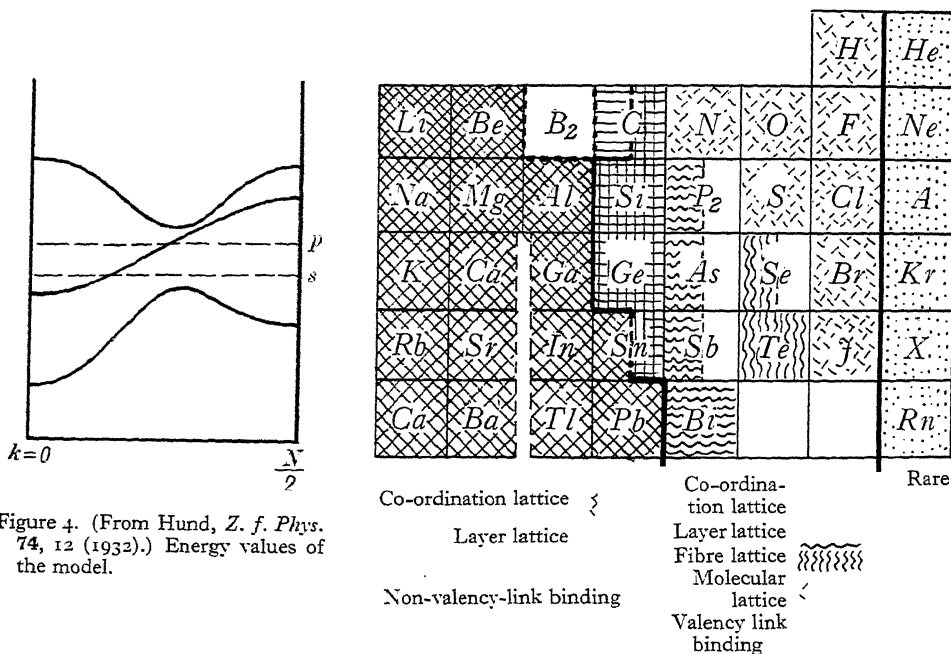 H He
Li Be B₂ C N O F Ne
Na Mg Al Si P₂ S Cl A
K Ca Ga Ge As Se Br Kr
Rb Sr In Sn Sb Te J X
Ca Ba Tl Pb Bi Rn
p
s
k=0
N/2
Figure 4. (From Hund, Z. f. Phys.
74, 12 (1932).) Energy values of
the model.
Co-ordination lattice
Layer lattice
Non-valency-link binding
Co-ordina-
tion lattice
Layer lattice
Fibre lattice
Molecular
lattice
Valency link
binding
Rare